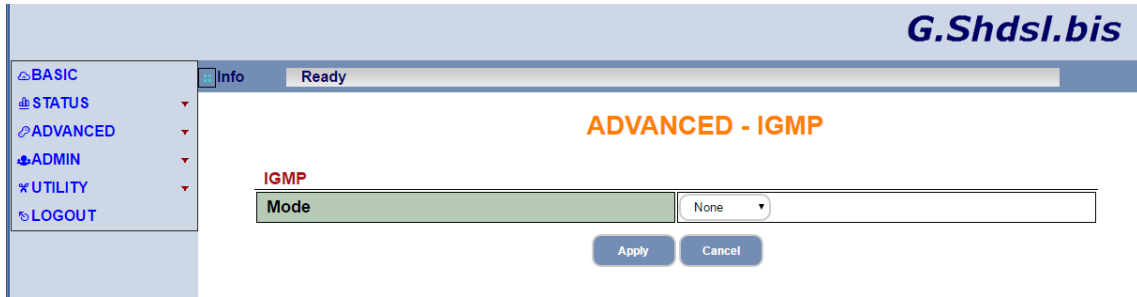 G.Shdsl.bis
BASIC
STATUS
ADVANCED
ADMIN
UTILITY
LOGOUT
Info Ready
ADVANCED - IGMP
IGMP
Mode None
Apply Cancel